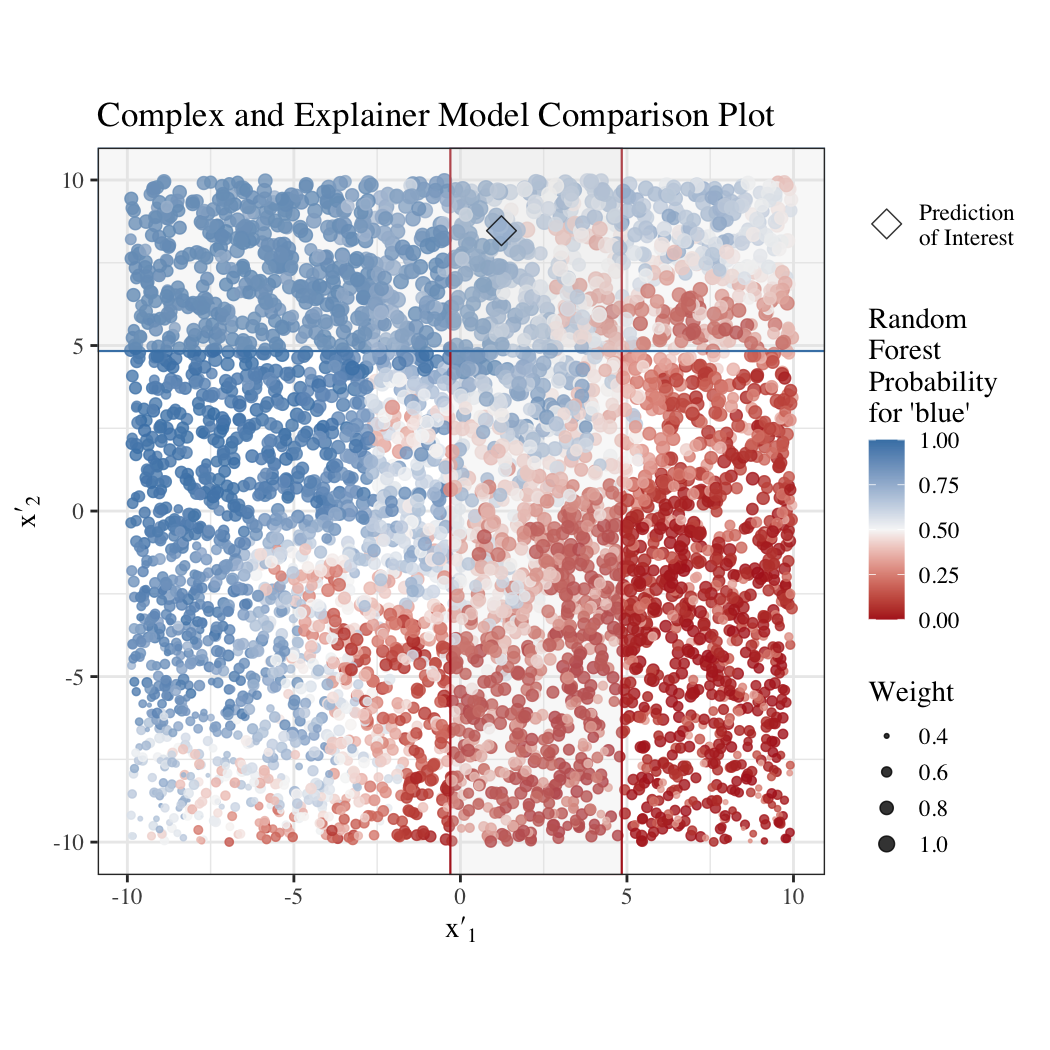 Complex and Explainer Model Comparison Plot
10
5
0
-5
-10
x′2
-10
-5
0
5
10
x′1
Prediction
of Interest
Random
Forest
Probability
for 'blue'
1.00
0.75
0.50
0.25
0.00
Weight
0.4
0.6
0.8
1.0